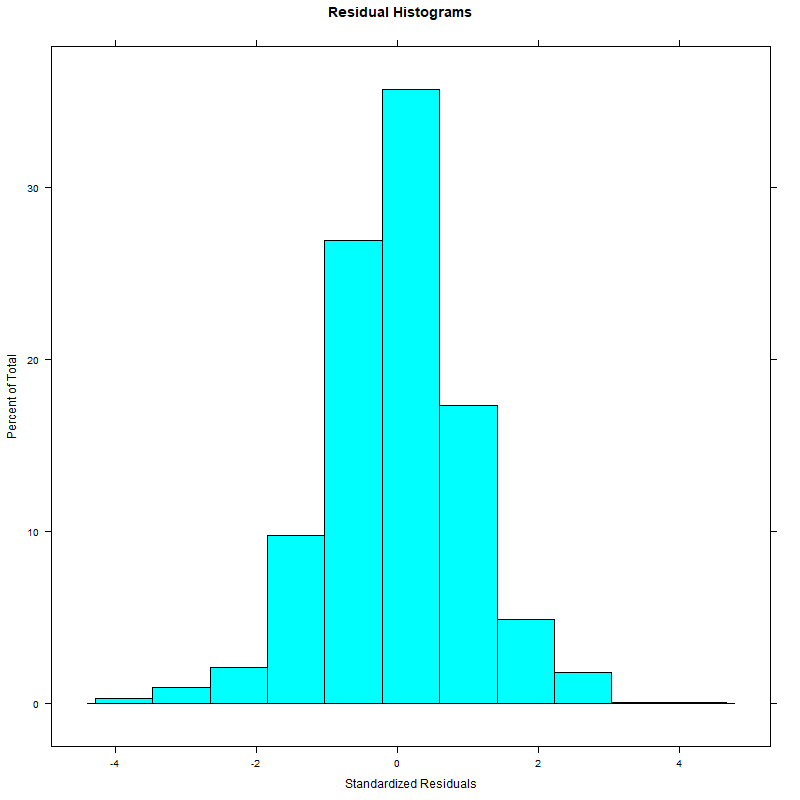 Residual Histograms
Percent of Total
30
20
10
0
-4 -2 0 2 4
Standardized Residuals